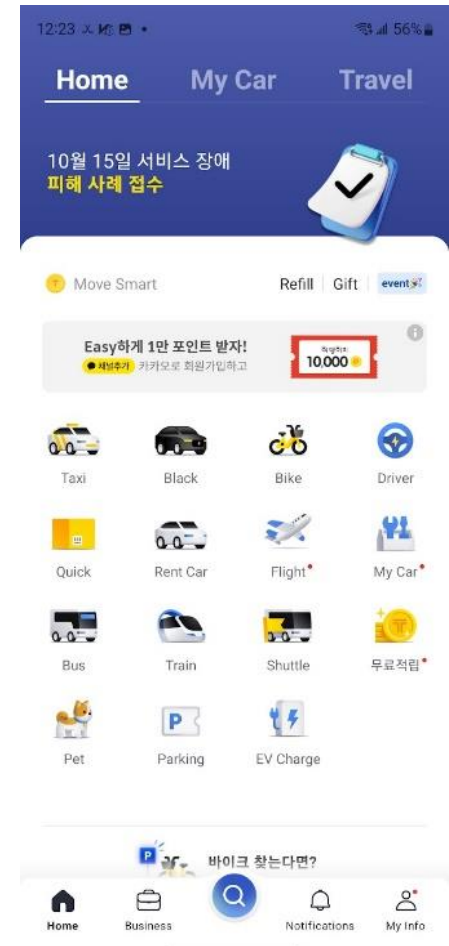 12:23 56%
Home My Car Travel
10월 15일 서비스 장애
피해 사례 접수
T Move Smart Refill Gift event
Easy하게 1만 포인트 받자!
채널추가 카카오로 회원가입하고
10,000
Taxi Black Bike Driver
Quick Rent Car Flight My Car
Bus Train Shuttle 무료적립
Pet Parking EV Charge
P 바이크 찾는다면?
Home Business Notifications My Info